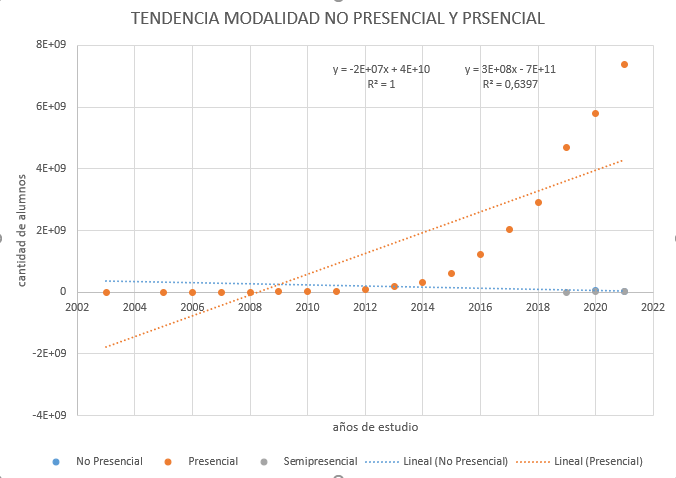 TENDENCIA MODALIDAD NO PRESENCIAL Y PRSENCIAL
8E+09
y = -2E+07x + 4E+10 y = 3E+08x - 7E+11
R² = 1 R² = 0,6397
6E+09
4E+09
cantidad de alumnos
2E+09
0
2002 2004 2006 2008 2010 2012 2014 2016 2018 2020 2022
-2E+09
-4E+09
años de estudio
No Presencial Presencial Semipresencial Lineal (No Presencial) Lineal (Presencial)